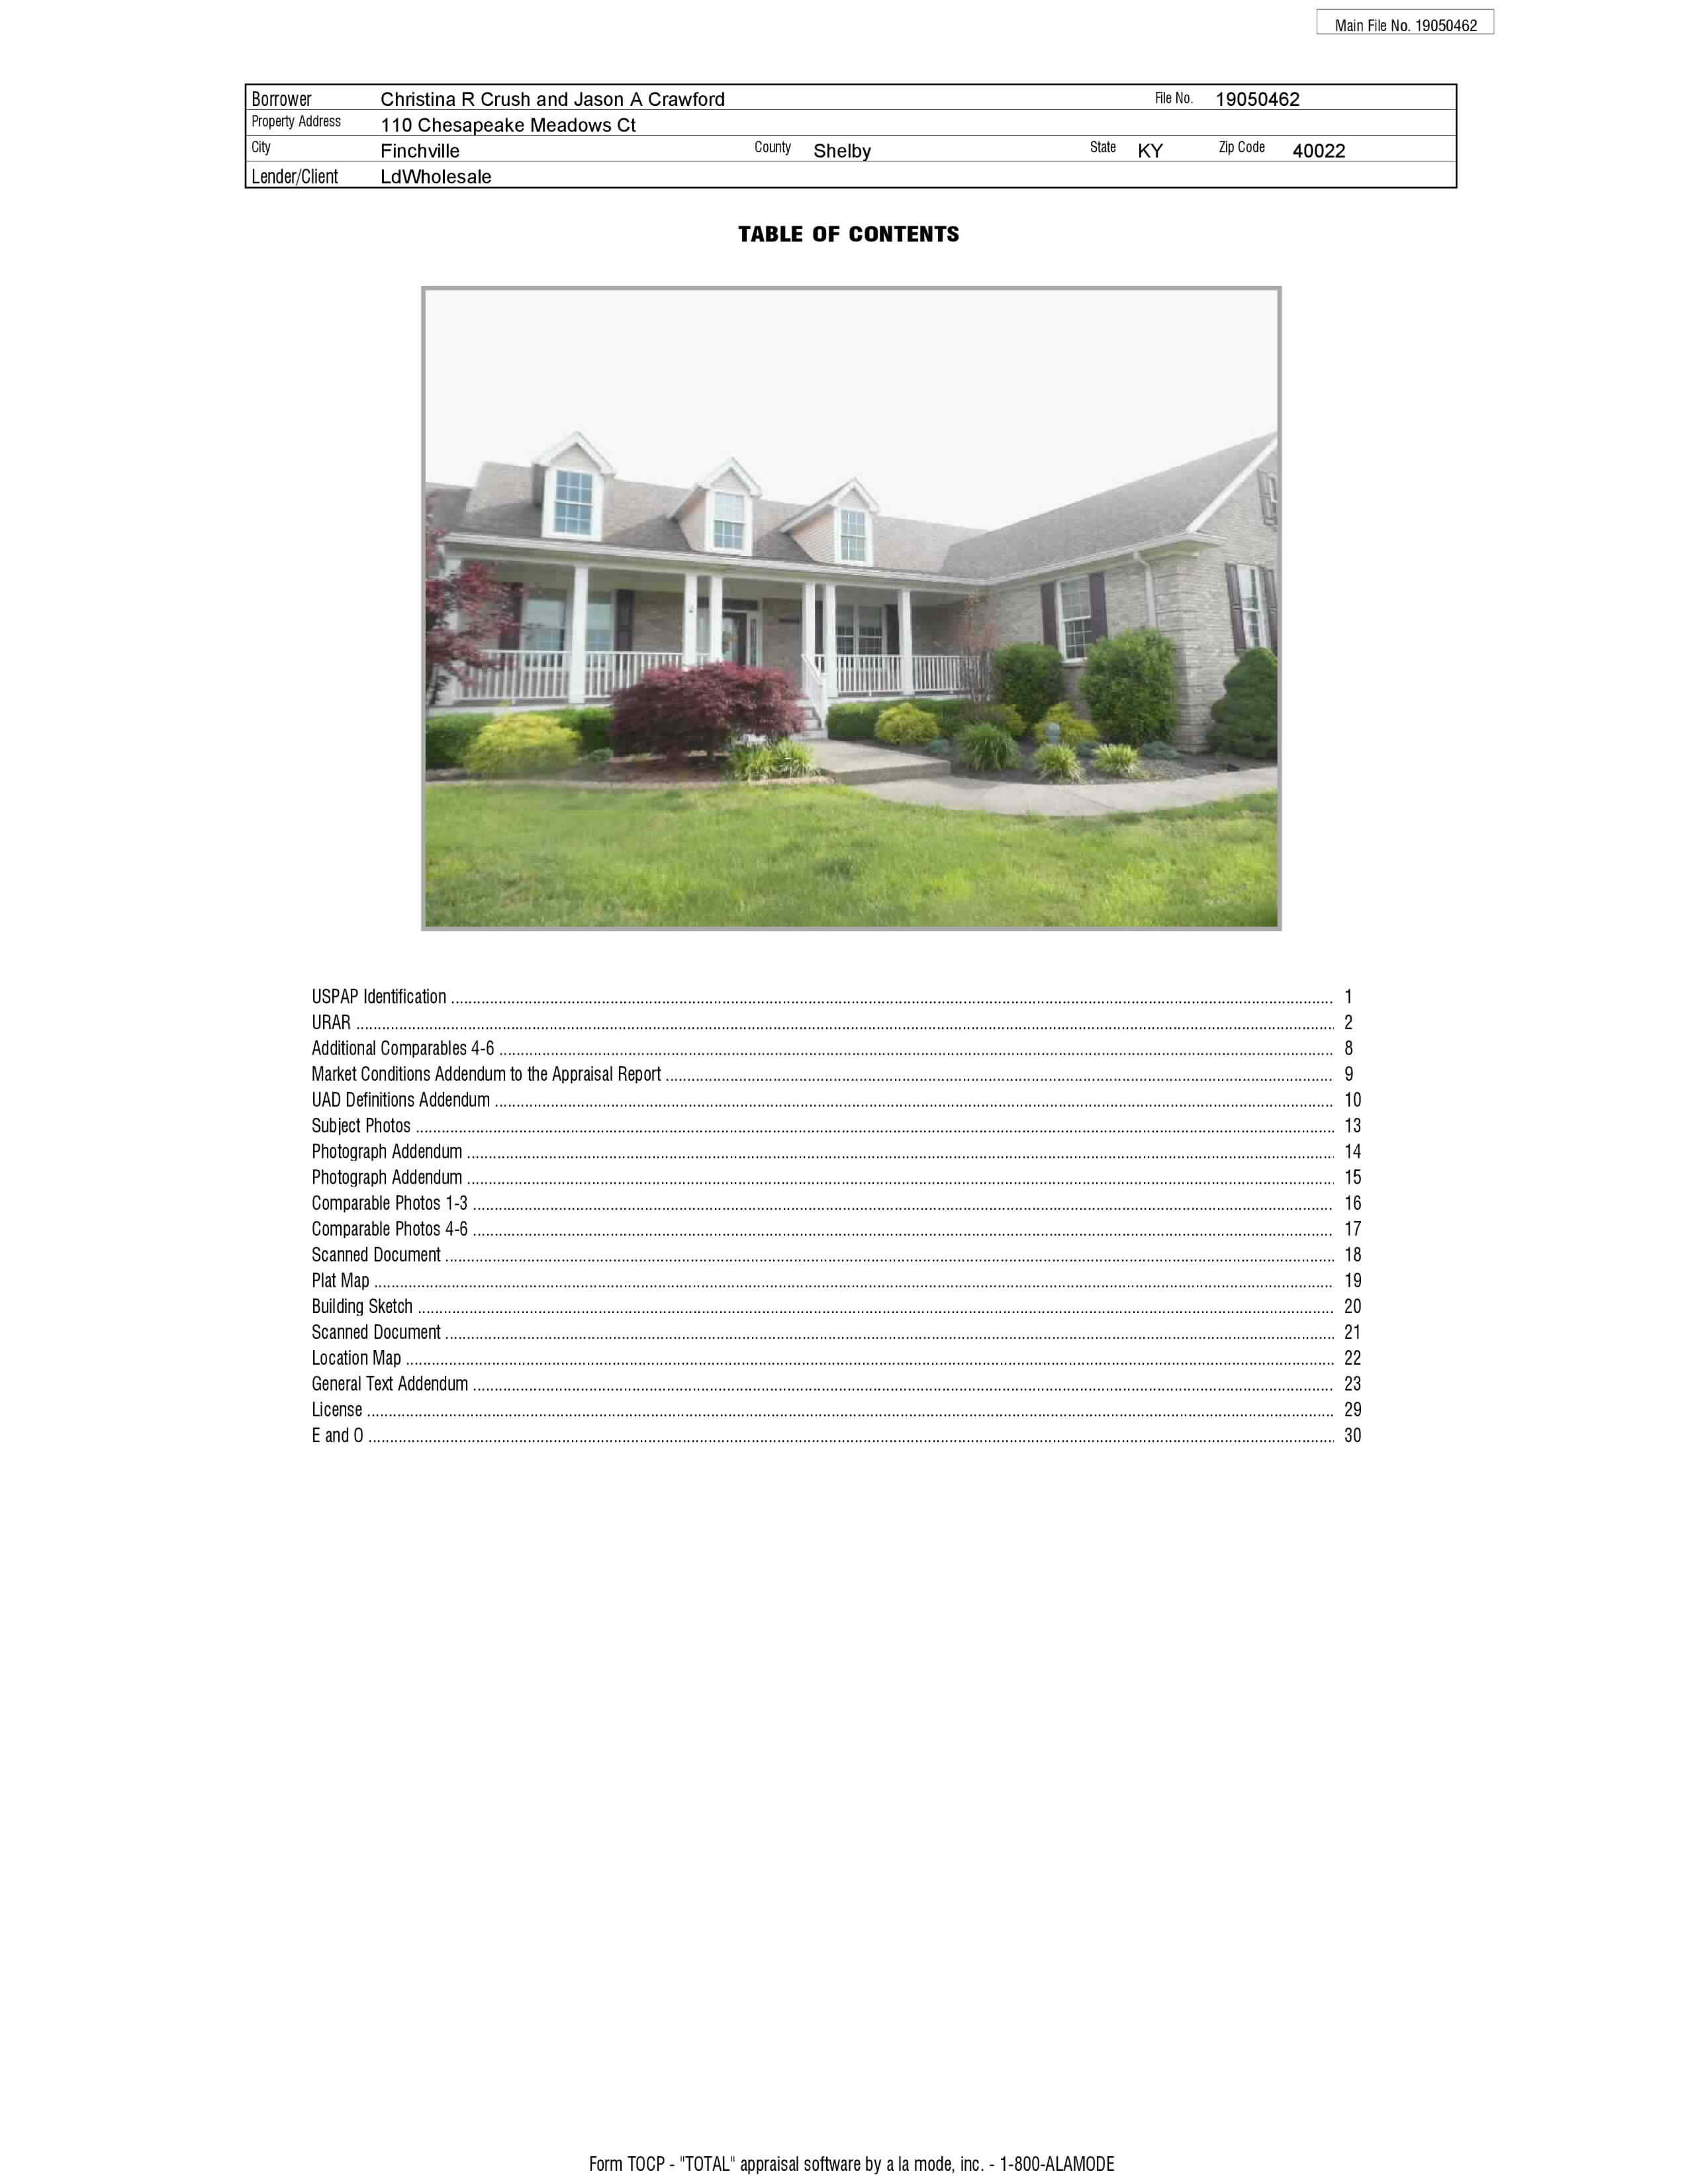 Main File No. 19050462
Borrower Christina R Crush and Jason A Crawford File No. 19050462
Property Address 110 Chesapeake Meadows Ct
City Finchville County Shelby State KY Zip Code 40022
Lender/Client LdWholesale
TABLE OF CONTENTS
USPAP Identification 1
URAR 2
Additional Comparables 4-6 8
Market Conditions Addendum to the Appraisal Report 9
UAD Definitions Addendum 10
Subject Photos 13
Photograph Addendum 14
Photograph Addendum 15
Comparable Photos 1-3 16
Comparable Photos 4-6 17
Scanned Document 18
Plat Map 19
Building Sketch 20
Scanned Document 21
Location Map 22
General Text Addendum 23
License 29
E and O 30
Form TOCP - "TOTAL" appraisal software by a la mode, inc. - 1-800-ALAMODE